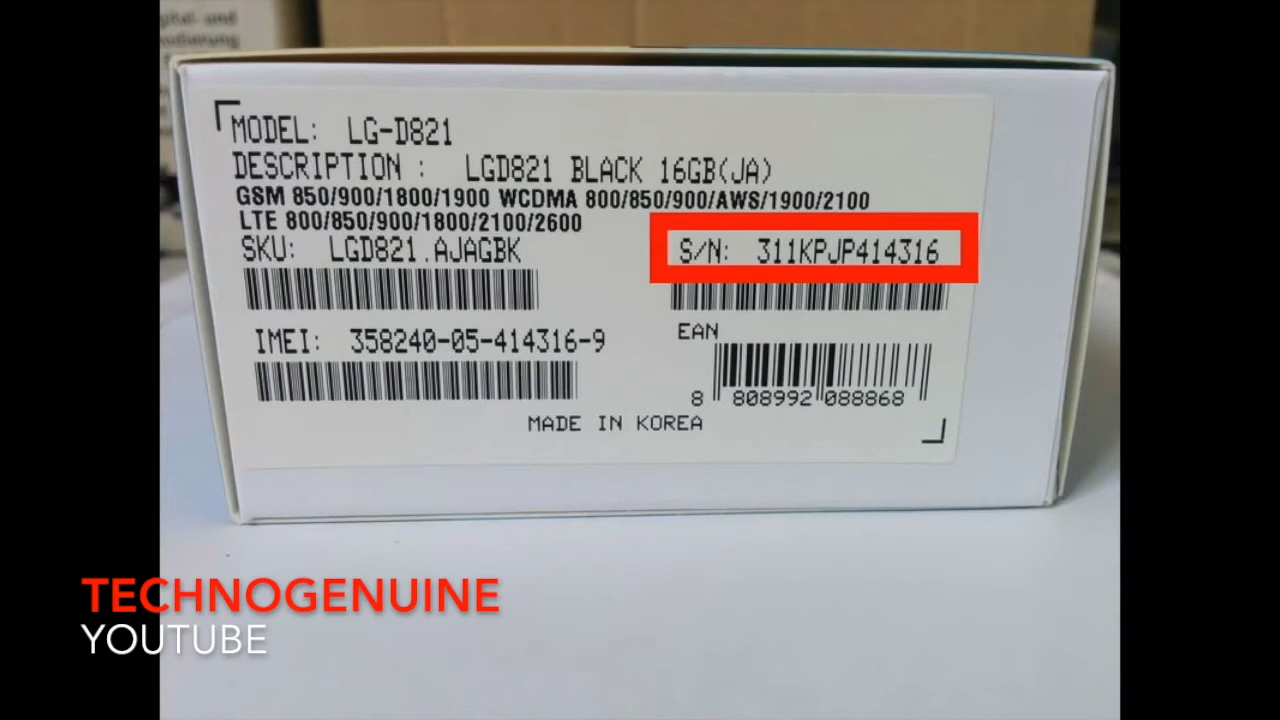 gital und
MODEL: LG-D821
DESCRIPTION : LGD821 BLACK 16GB(JA)
GSM 850/900/1800/1900 WCDMA 800/850/900/AWS/1900/2100
LTE 800/850/900/1800/2100/2600
SKU: LGD821.AJAGBK
S/N: 311KPJP414316
IMEI: 358240-05-414316-9
EAN
8 808992 088868
MADE IN KOREA
TECHNOGENUINE
YOUTUBE